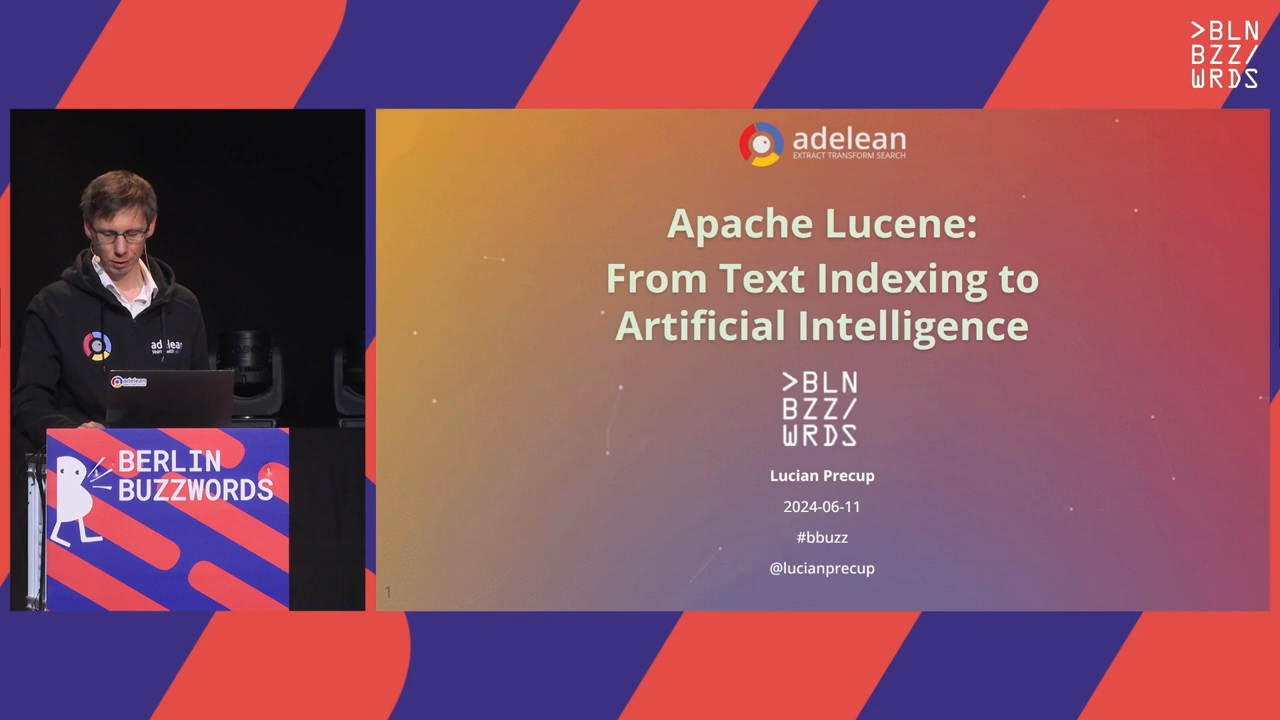 >BLN
BZZ/
WRDS
adelean
EXTRACT TRANSFORM SEARCH
Apache Lucene:
From Text Indexing to
Artificial Intelligence
>BLN
BZZ/
WRDS
Lucian Precup
2024-06-11
#bbuzz
@lucianprecup
1
adelean
adelean
BERLIN
BUZZWORDS